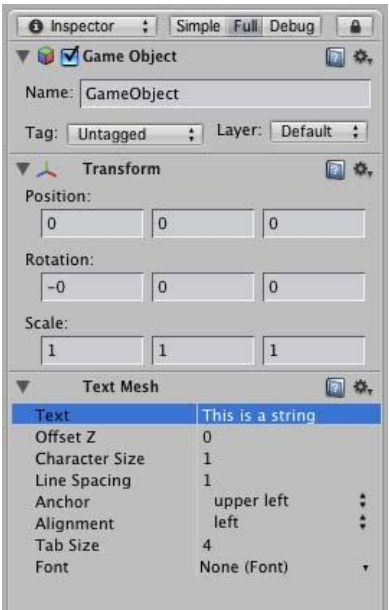 Inspector Simple Full Debug
Game Object
Name: GameObject
Tag: Untagged Layer: Default
Transform
Position:
0 0 0
Rotation:
-0 0 0
Scale:
1 1 1
Text Mesh
Text This is a string
Offset Z 0
Character Size 1
Line Spacing 1
Anchor upper left
Alignment left
Tab Size 4
Font None (Font)